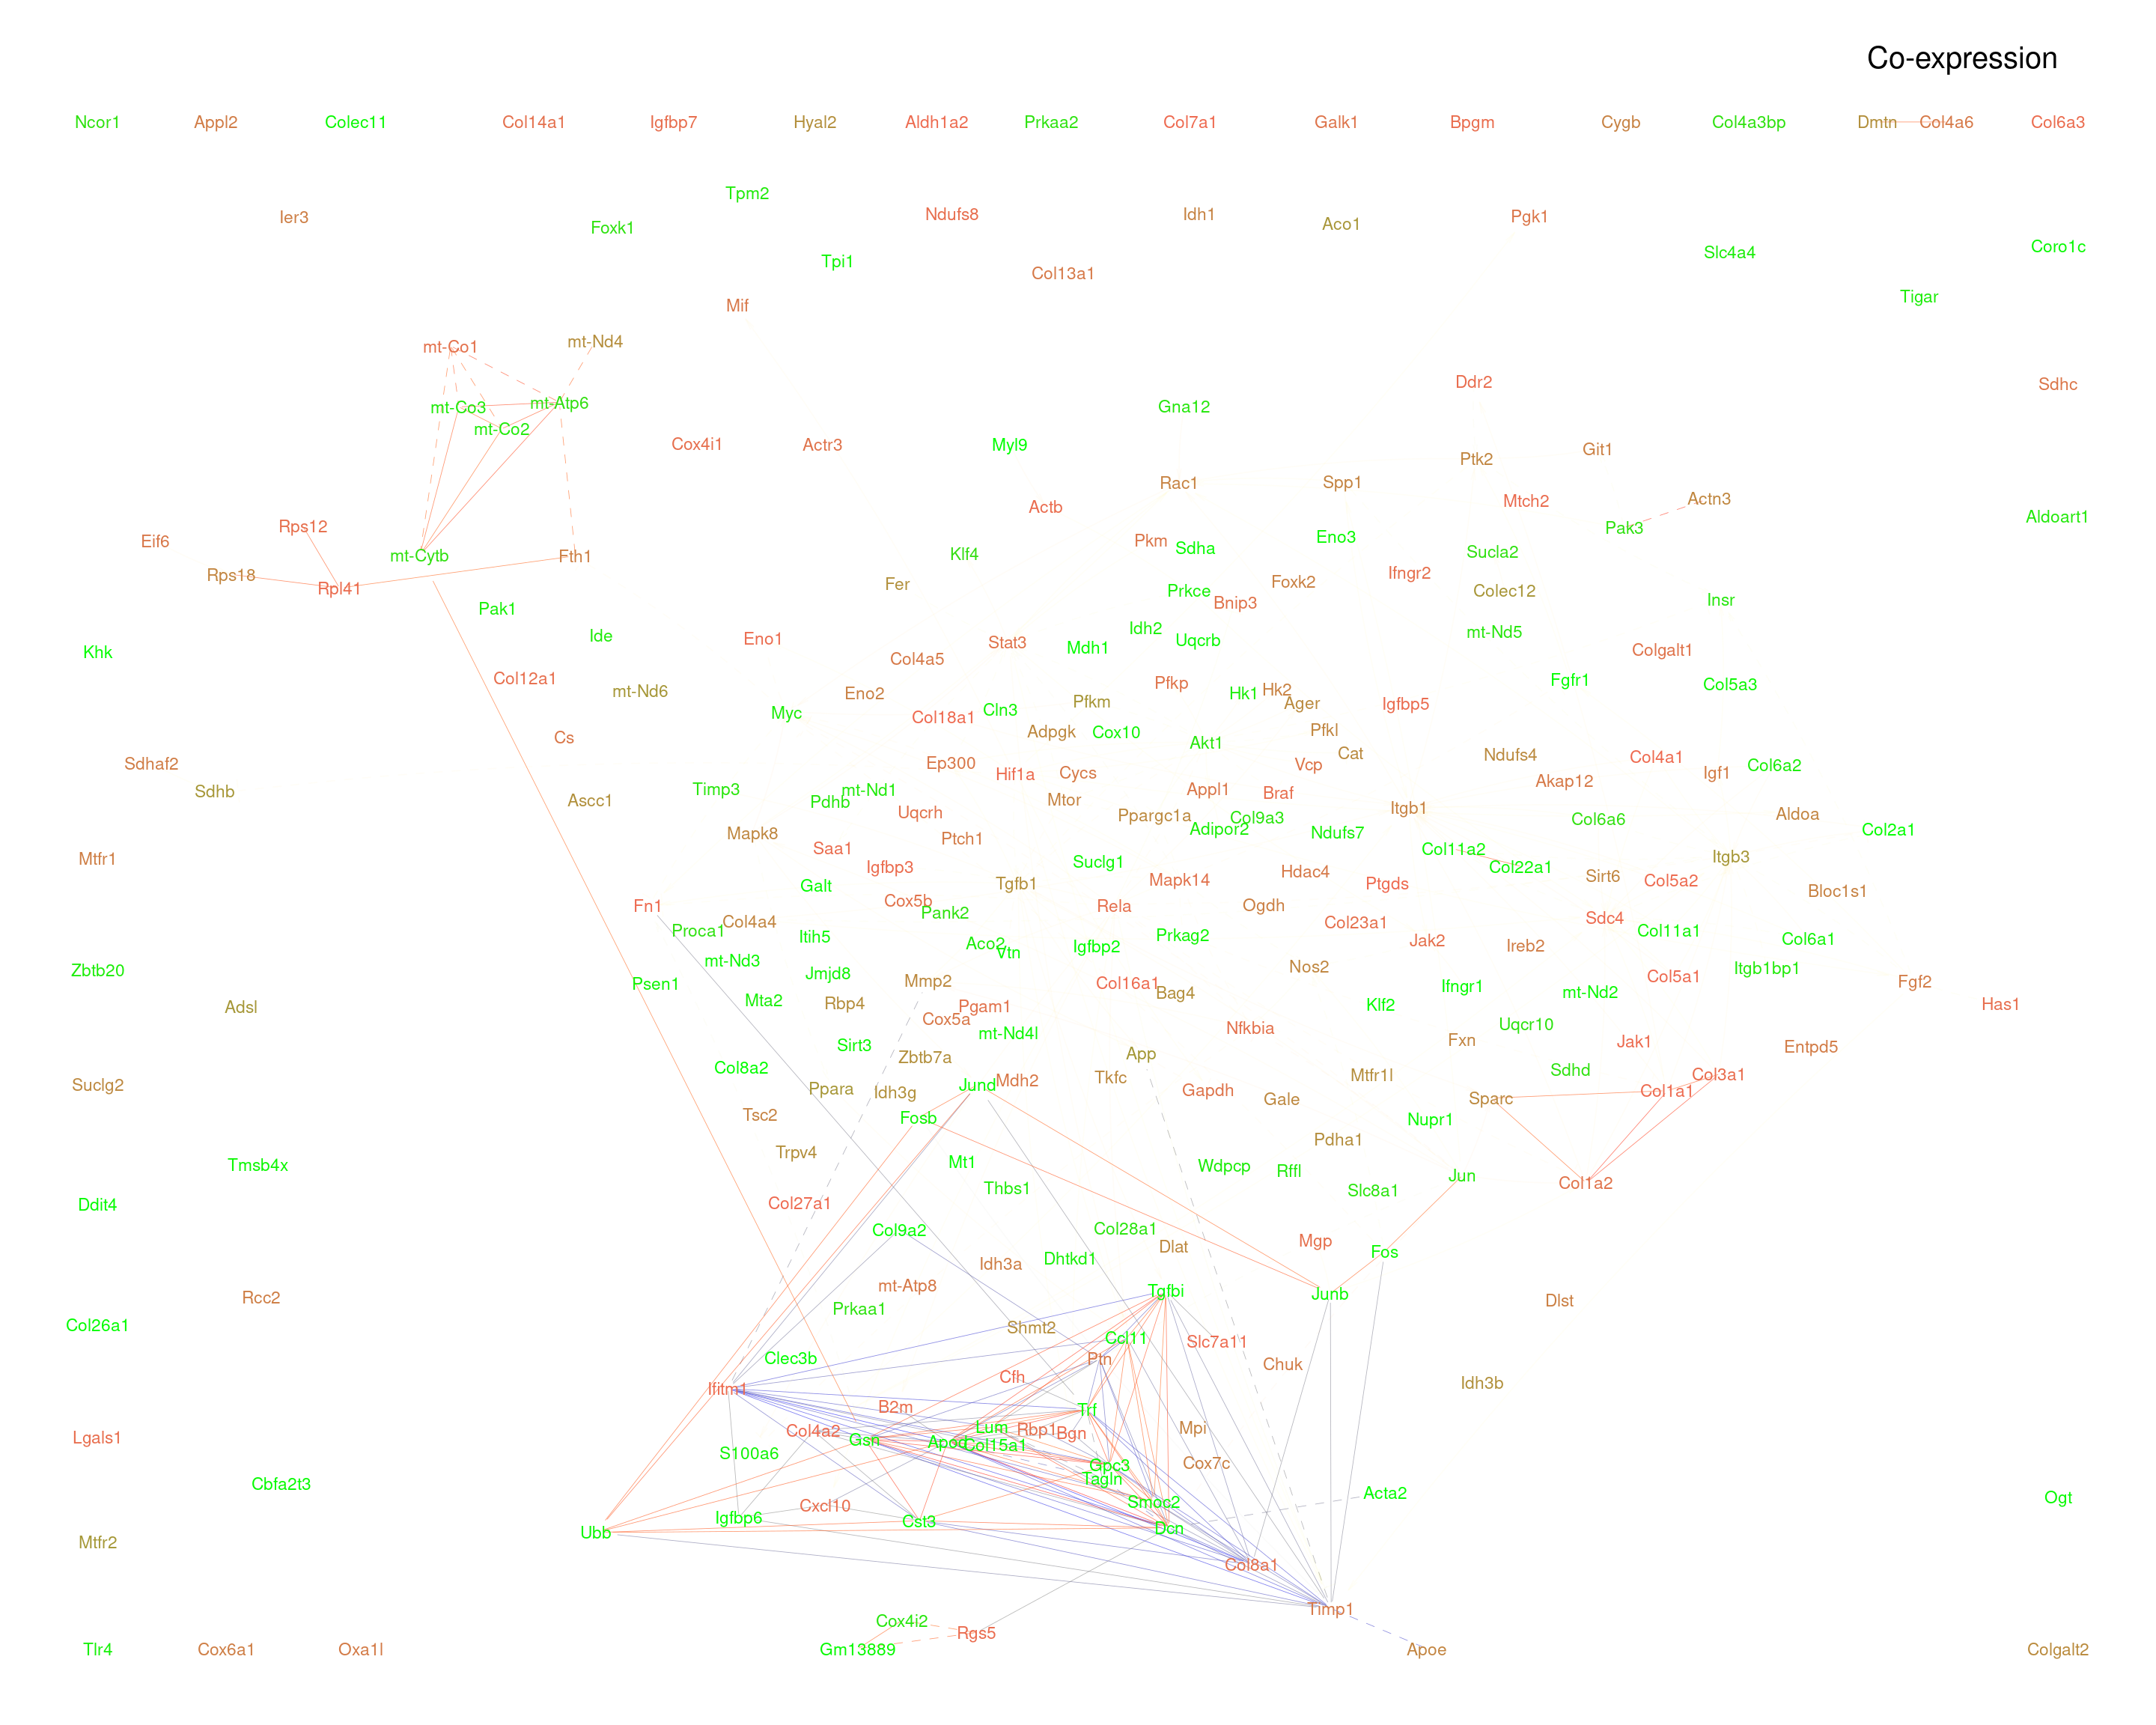 Co-expression
Ncor1 Appl2 Colec11 Col14a1 Igfbp7 Hyal2 Aldh1a2 Prkaa2 Col7a1 Galk1 Bpgm Cygb Col4a3bp Dmtn Col4a6 Col6a3
Tpm2
Ier3 Foxk1 Ndufs8 Idh1 Aco1 Pgk1
Tpi1 Slc4a4 Coro1c
Col13a1
Mif Tigar
mt-Co1 mt-Nd4
Ddr2 Sdhc
mt-Co3 mt-Atp6 Gna12
mt-Co2
Cox4i1 Actr3 Myl9 Git1
Ptk2
Rac1 Spp1
Actb Mtch2 Actn3
Rps12 Pak3 Aldoart1
Eif6 Pkm Eno3
mt-Cytb Fth1 Klf4 Sdha Sucla2
Rps18 Rpl41 Fer Prkce Foxk2 Ifngr2 Colec12
Pak1 Bnip3 Insr
Ide Eno1 Stat3 Idh2 Uqcrb mt-Nd5
Khk Col4a5 Mdh1 Colgalt1
Col12a1 mt-Nd6 Eno2 Pfkp Hk1 Hk2 Fgfr1 Col5a3
Myc Col18a1 Cln3 Pfkm Ager Igfbp5
Cs Adpgk Cox10 Akt1 Pfkl
Sdhaf2 Ep300 Hif1a Cycs Vcp Cat Ndufs4 Col4a1 Igf1 Col6a2
Sdhb Ascc1 Timp3 Pdhb mt-Nd1 Mtor Appl1 Braf Akap12
Mapk8 Uqcrh Ppargc1a Col9a3 Itgb1 Col6a6 Aldoa
Saa1 Ptch1 Adipor2 Ndufs7 Col2a1
Mtfr1 Igfbp3 Suclg1 Col11a2 Col22a1 Itgb3
Galt Tgfb1 Mapk14 Hdac4 Ptgds Sirt6 Col5a2 Bloc1s1
Fn1 Cox5b Pank2 Rela Ogdh
Col4a4 Col23a1 Sdc4
Proca1 Itih5 Aco2 Vtn Igfbp2 Prkag2 Jak2 Ireb2 Col11a1 Col6a1
Zbtb20 mt-Nd3 Jmjd8 Nos2 Itgb1bp1
Psen1 Mmp2 Col16a1 Bag4 Ifngr1 mt-Nd2 Col5a1 Fgf2
Adsl Mta2 Rbp4 Pgam1 Klf2 Has1
Cox5a mt-Nd4l Nfkbia Uqcr10
Sirt3 Zbtb7a App Fxn Jak1 Entpd5
Col8a2 Mtfr1l Sdhd Col3a1
Suclg2 Ppara Idh3g Jund Mdh2 Tkfc Gapdh Gale Sparc Col1a1
Tsc2 Fosb Nupr1
Trpv4 Pdha1
Tmsb4x Mt1 Wdpcp Rffl Jun Col1a2
Ddit4 Col27a1 Thbs1 Slc8a1
Col9a2 Col28a1 Mgp
Idh3a Dhtkd1 Dlat Fos
Rcc2 mt-Atp8 Tgfbi Junb Dlst
Col26a1 Prkaa1 Shmt2 Ccl11 Slc7a11
Clec3b Ptn Chuk
Ifitm1 Cfh Idh3b
B2m Trf
Lgals1 Col4a2 Gsn Apod Lum Rbp1 Bgn Mpi
S100a6 Col15a1 Gpc3 Cox7c
Cbfa2t3 Tagln
Cxcl10 Smoc2 Acta2 Ogt
Igfbp6 Cst3 Dcn
Mtfr2 Ubb
Col8a1
Timp1
Cox4i2 Rgs5
Tlr4 Cox6a1 Oxa1l Gm13889 Apoe Colgalt2